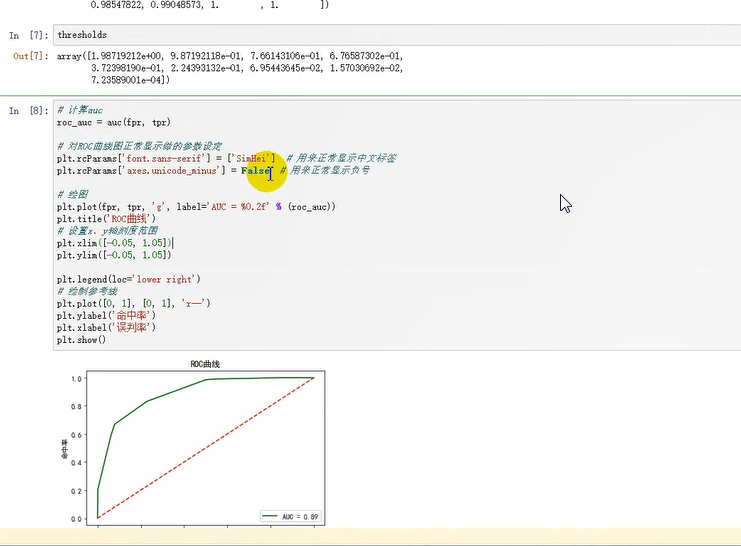 0.98547822, 0.99048573, 1.        , 1.        ])
In [7]: thresholds
Out[7]: array([1.98719212e+00, 9.87192118e-01, 7.66143106e-01, 6.76587302e-01,
3.72398190e-01, 2.24393132e-01, 6.95443645e-02, 1.57030692e-02,
7.23589001e-04])
In [8]: # 计算auc
roc_auc = auc(fpr, tpr)
# 对ROC曲线图正常显示做的参数设定
plt.rcParams['font.sans-serif'] = ['SimHei']  # 用来正常显示中文标签
plt.rcParams['axes.unicode_minus'] = False  # 用来正常显示负号
# 绘图
plt.plot(fpr, tpr, 'g', label='AUC = %0.2f' % (roc_auc))
plt.title('ROC曲线')
# 设置x、y轴刻度范围
plt.xlim([-0.05, 1.05])
plt.ylim([-0.05, 1.05])
plt.legend(loc='lower right')
# 绘制参考线
plt.plot([0, 1], [0, 1], 'r--')
plt.ylabel('命中率')
plt.xlabel('误判率')
plt.show()
ROC曲线
1.0
0.8
0.6
命中率
0.4
0.2
0.0
AUC = 0.89